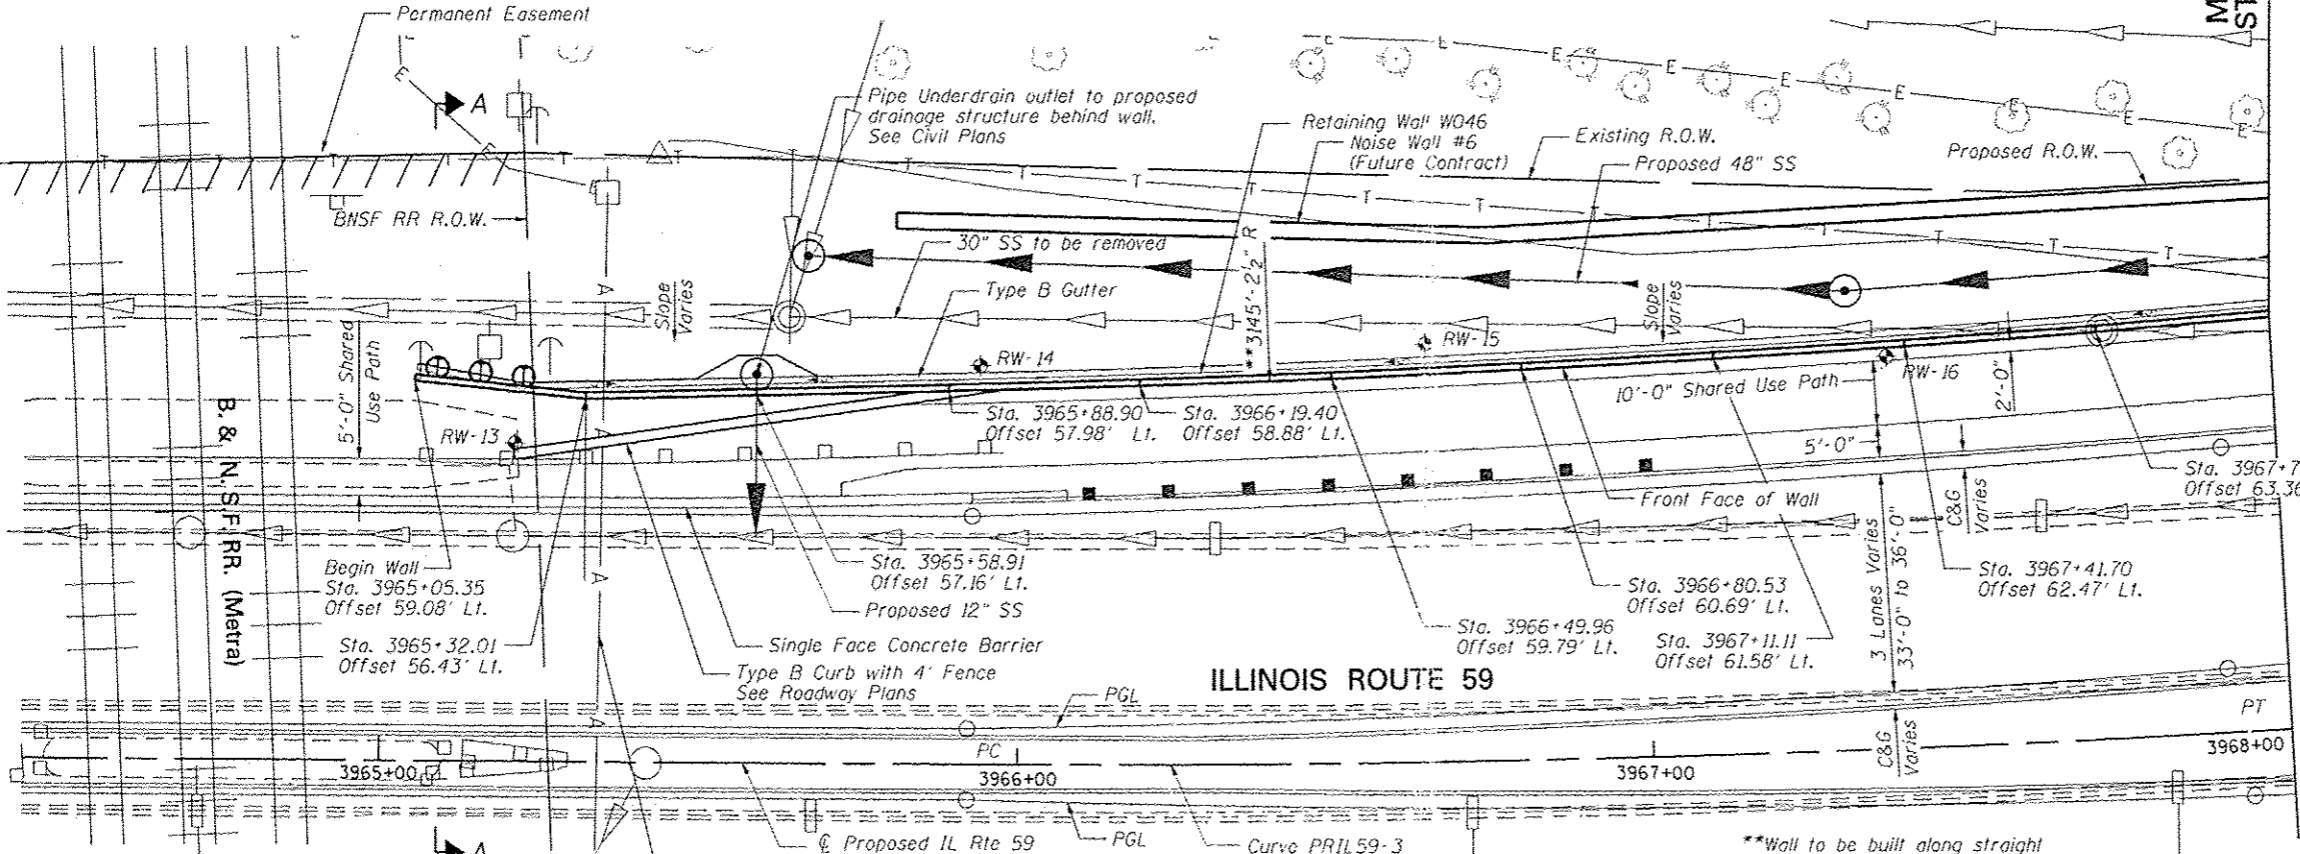 Permanent Easement
M
ST
A
Pipe Underdrain outlet to proposed
drainage structure behind wall.
See Civil Plans
Retaining Wall W046
Noise Wall #6
(Future Contract)
Existing R.O.W.
Proposed 48" SS
Proposed R.O.W.
BNSF RR R.O.W.
30" SS to be removed
Type B Gutter
Slope
Varies
**3145'-2½" R
Slope
Varies
RW-14
RW-15
RW-16
RW-13
5'-0" Shared
Use Path
10'-0" Shared Use Path
2'-0"
5'-0"
B. & N. S.F. RR. (Metra)
Sta. 3965+88.90
Offset 57.98' Lt.
Sta. 3966+19.40
Offset 58.88' Lt.
Front Face of Wall
Sta. 3967+7
Offset 63.36
C&G
Varies
Begin Wall
Sta. 3965+05.35
Offset 59.08' Lt.
Sta. 3965+58.91
Offset 57.16' Lt.
Proposed 12" SS
Sta. 3965+32.01
Offset 56.43' Lt.
Single Face Concrete Barrier
Type B Curb with 4' Fence
See Roadway Plans
Sta. 3966+49.96
Offset 59.79' Lt.
Sta. 3966+80.53
Offset 60.69' Lt.
Sta. 3967+11.11
Offset 61.58' Lt.
Sta. 3967+41.70
Offset 62.47' Lt.
3 Lanes Varies
33'-0" to 36'-0"
ILLINOIS ROUTE 59
PGL
PC
PT
3965+00
3966+00
3967+00
3968+00
C&G
Varies
A
℄ Proposed IL Rte 59
PGL
Curve PRIL59-3
**Wall to be built along straight